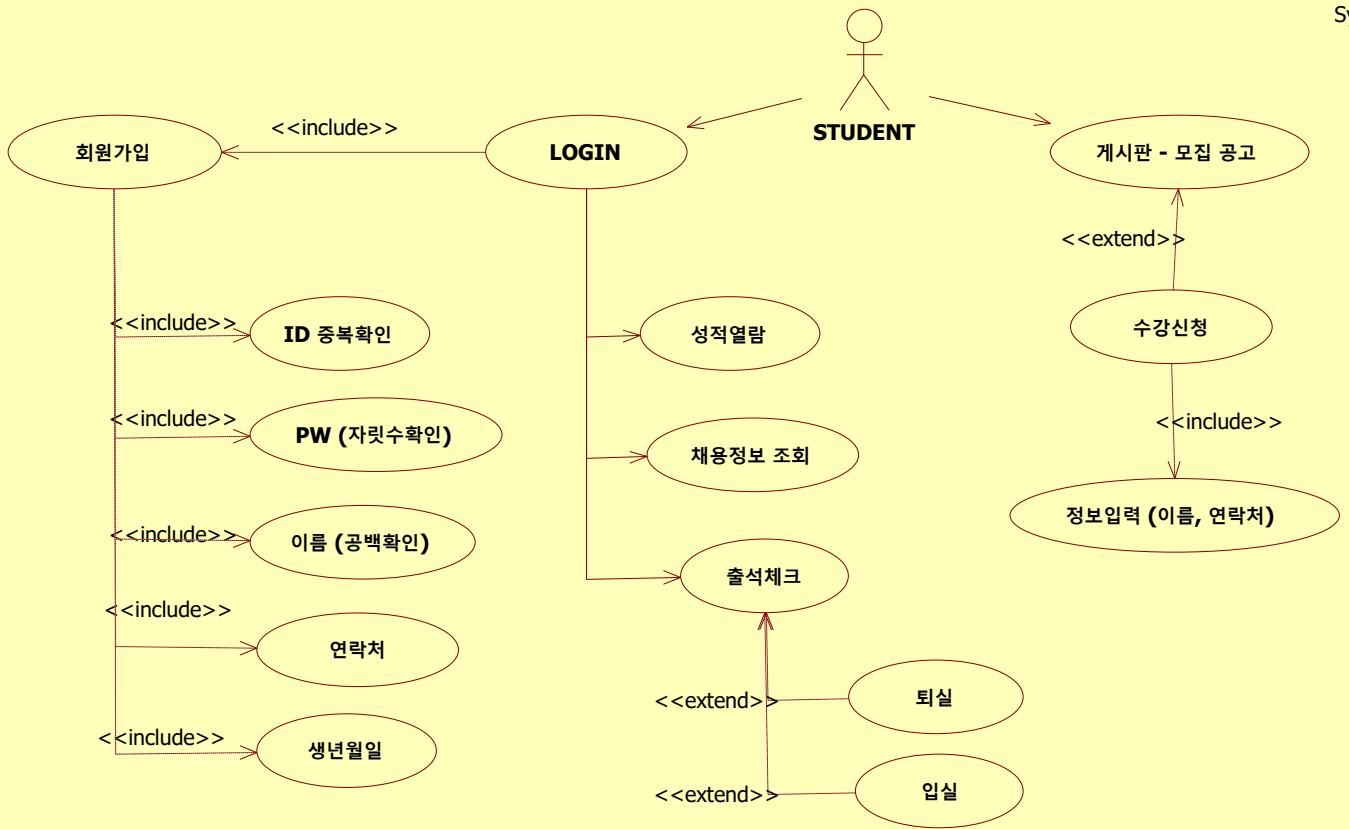 Sy
STUDENT
<<include>>
회원가입
LOGIN
게시판 - 모집 공고
<<extend>>
<<include>>
ID 중복확인
성적열람
수강신청
<<include>>
PW (자릿수확인)
<<include>>
채용정보 조회
정보입력 (이름, 연락처)
<<include>>
이름 (공백확인)
출석체크
<<include>>
연락처
<<extend>>
퇴실
<<include>>
생년월일
<<extend>>
입실